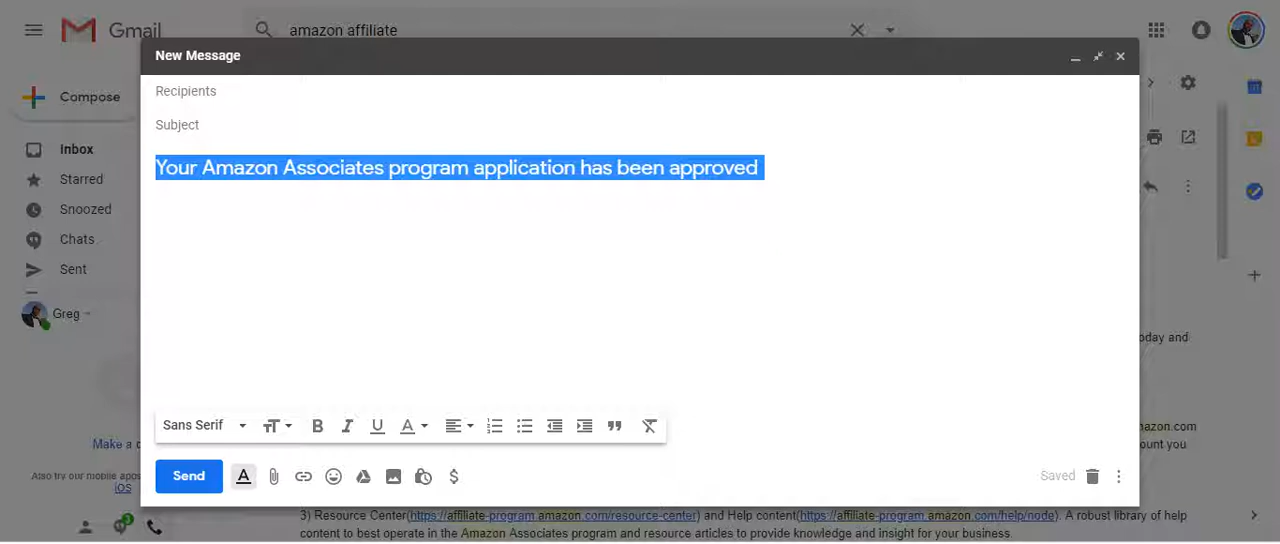 Gmail
amazon affiliate
New Message
Compose
Recipients
Subject
Inbox
Your Amazon Associates program application has been approved
Starred
Snoozed
Chats
Sent
Greg
oday and
Sans Serif
azon.com
Make a c
ount you
Also try our mobile apps
iOS
Send
Saved
3
3) Resource Center(https://affiliate-program.amazon.com/resource-center) and Help content(https://affiliate-program.amazon.com/help/node). A robust library of help
content to best operate in the Amazon Associates program and resource articles to provide knowledge and insight for your business.